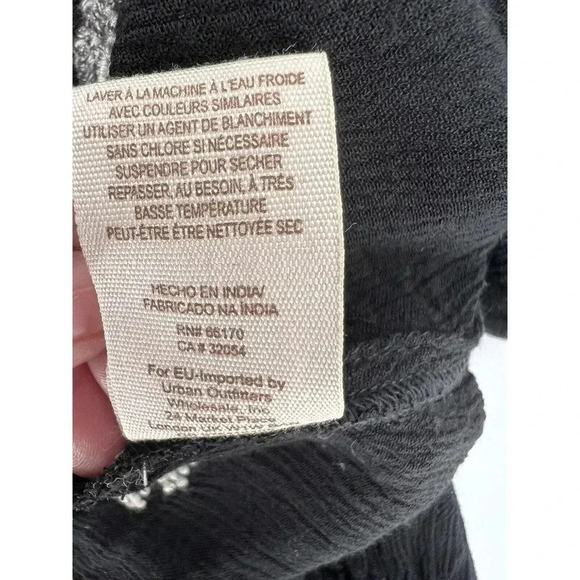 LAVER À LA MACHINE À L'EAU FROIDE
AVEC COULEURS SIMILAIRES
UTILISER UN AGENT DE BLANCHIMENT
SANS CHLORE SI NÉCESSAIRE
SUSPENDRE POUR SÉCHER
REPASSER, AU BESOIN, À TRÈS
BASSE TEMPÉRATURE
PEUT-ÊTRE ÊTRE NETTOYÉE SEC
HECHO EN INDIA/
FABRICADO NA INDIA
RN# 66170
CA # 32054
For EU-Imported by
Urban Outfitters
Wholesale, Inc.
24 Market Place
London UK